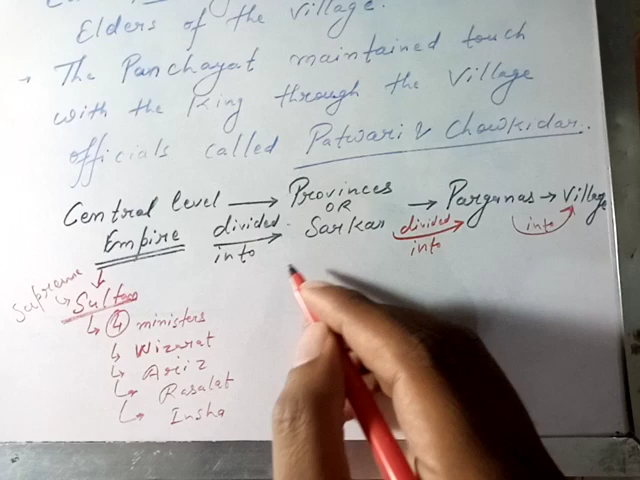 Elders of the Village.
→ The Panchayat maintained touch
with the King through the Village
officials called Patwari & Chowkidar.
Central level → Provinces → Parganas → Village
OR
Empire divided into Sarkar divided into into
Supreme → Sultan
↳ 4 ministers
↳ Wizarat
↳ Ariz
↳ Rasalat
↳ Insha